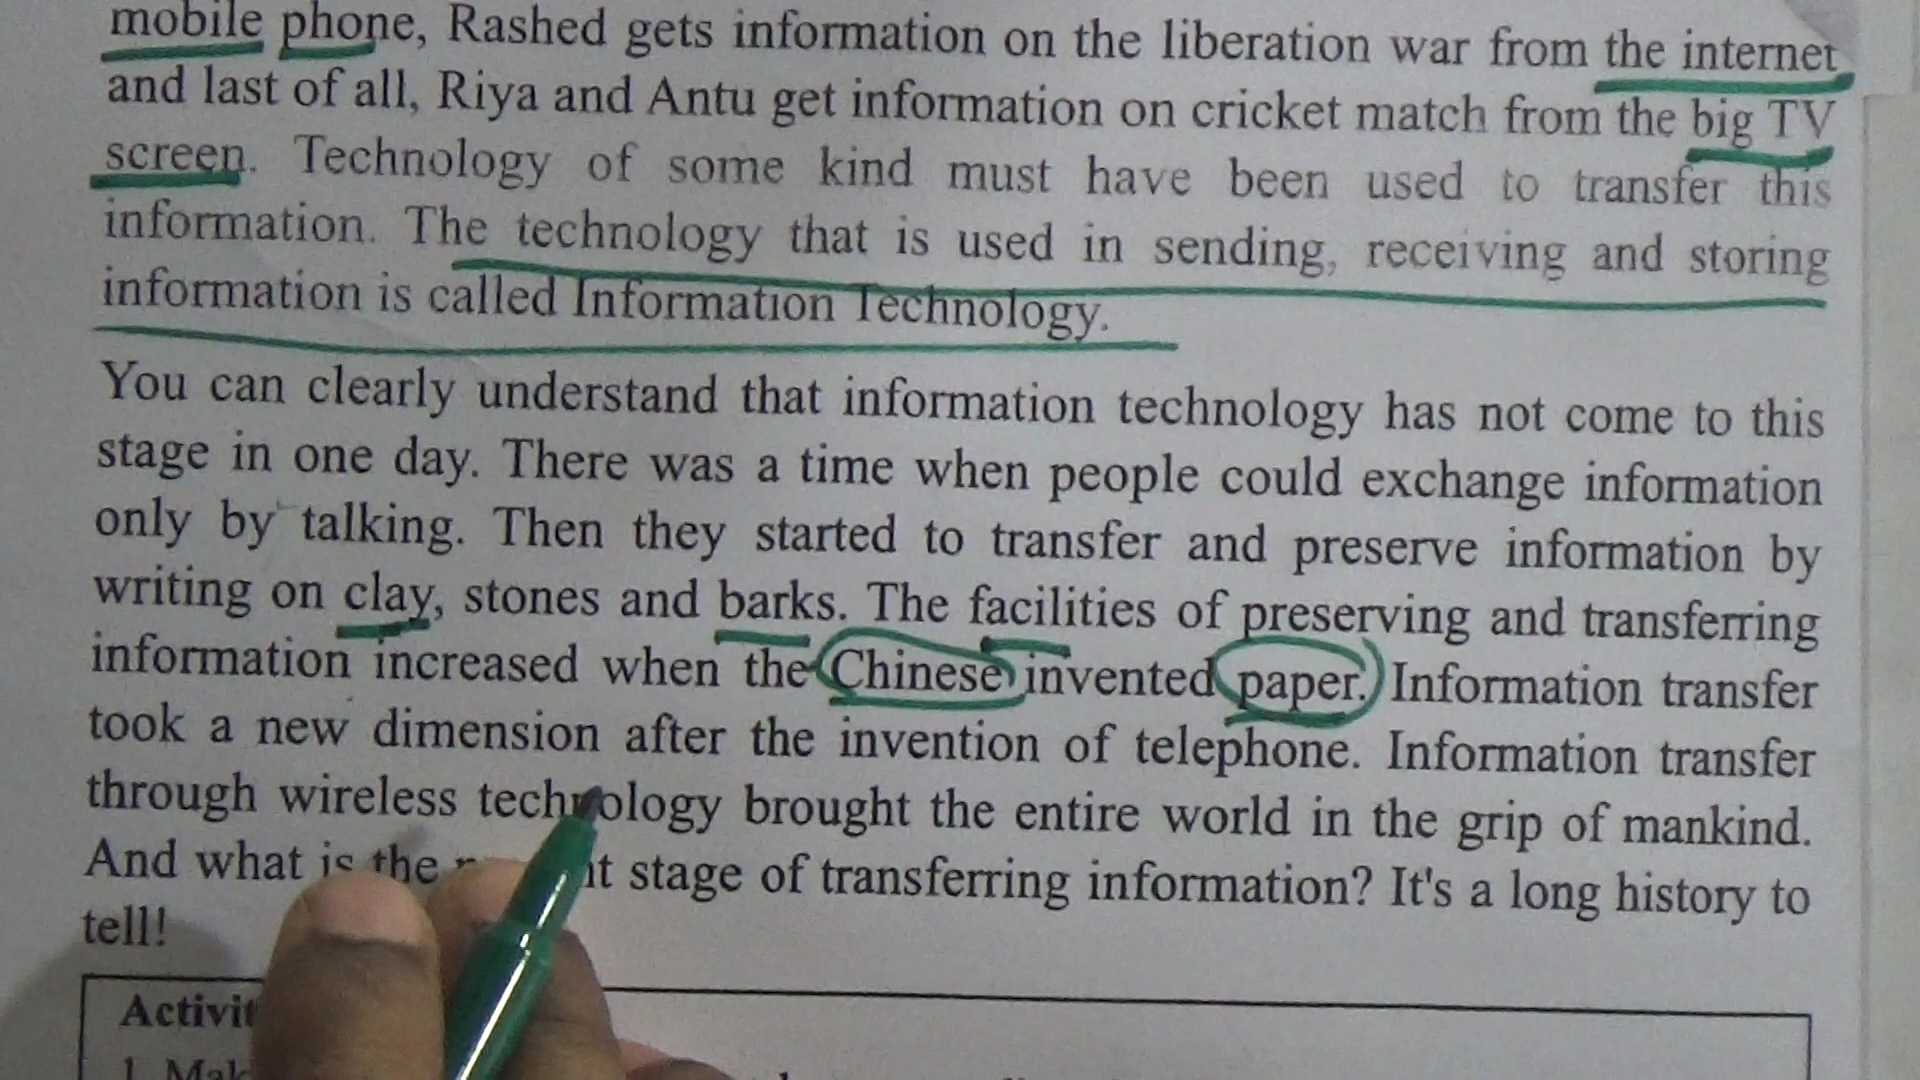 mobile phone, Rashed gets information on the liberation war from the internet
and last of all, Riya and Antu get information on cricket match from the big TV
screen. Technology of some kind must have been used to transfer this
information. The technology that is used in sending, receiving and storing
information is called Information Technology.
You can clearly understand that information technology has not come to this
stage in one day. There was a time when people could exchange information
only by talking. Then they started to transfer and preserve information by
writing on clay, stones and barks. The facilities of preserving and transferring
information increased when the Chinese invented paper. Information transfer
took a new dimension after the invention of telephone. Information transfer
through wireless technology brought the entire world in the grip of mankind.
And what is the stage of transferring information? It's a long history to
tell!
1.